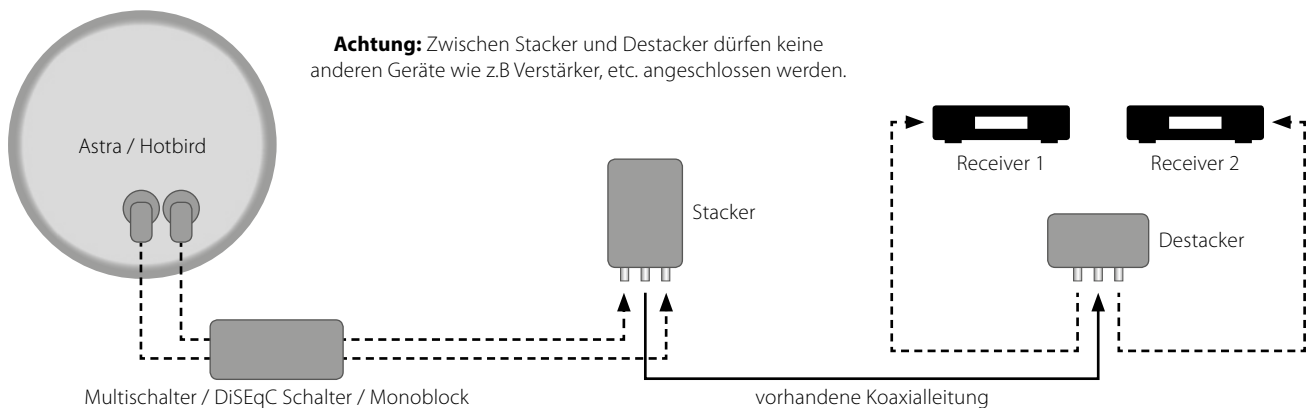 Achtung: Zwischen Stacker und Destacker dürfen keine
anderen Geräte wie z.B Verstärker, etc. angeschlossen werden.
Astra / Hotbird
Receiver 1
Receiver 2
Stacker
Destacker
Multischalter / DiSEqC Schalter / Monoblock
vorhandene Koaxialleitung